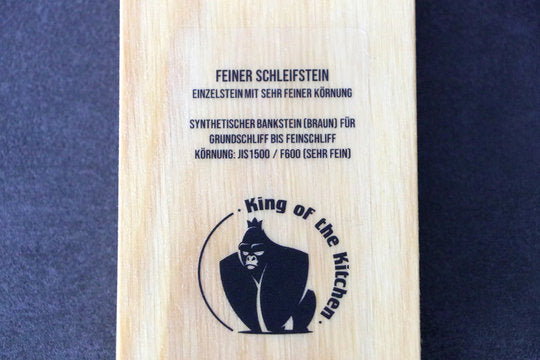 FEINER SCHLEIFSTEIN
EINZELSTEIN MIT SEHR FEINER KÖRNUNG
SYNTHETISCHER BANKSTEIN (BRAUN) FÜR
GRUNDSCHLIFF BIS FEINSCHLIFF
KÖRNUNG: JIS1500 / F600 (SEHR FEIN)
· King of the Kitchen ·